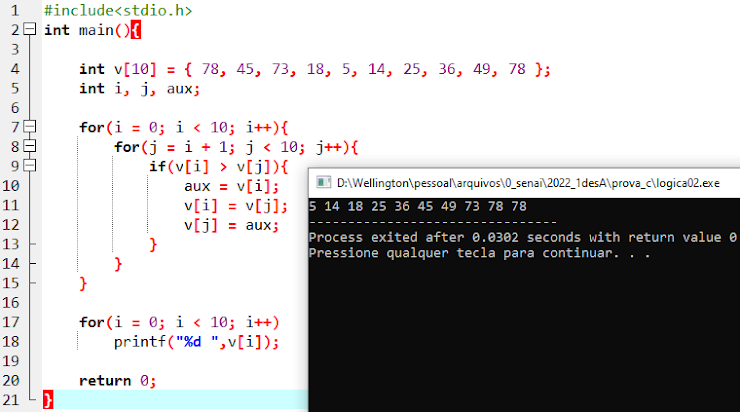 1 #include<stdio.h>
2 int main(){
3
4 int v[10] = { 78, 45, 73, 18, 5, 14, 25, 36, 49, 78 };
5 int i, j, aux;
6
7 for(i = 0; i < 10; i++){
8 for(j = i + 1; j < 10; j++){
9 if(v[i] > v[j]){
10 aux = v[i];
11 v[i] = v[j];
12 v[j] = aux;
13 }
14 }
15 }
16
17 for(i = 0; i < 10; i++)
18 printf("%d ",v[i]);
19
20 return 0;
21 }
D:\Wellington\pessoal\arquivos\0_senai\2022_1desA\prova_c\logica02.exe
5 14 18 25 36 45 49 73 78 78
--------------------------------
Process exited after 0.0302 seconds with return value 0
Pressione qualquer tecla para continuar. . .